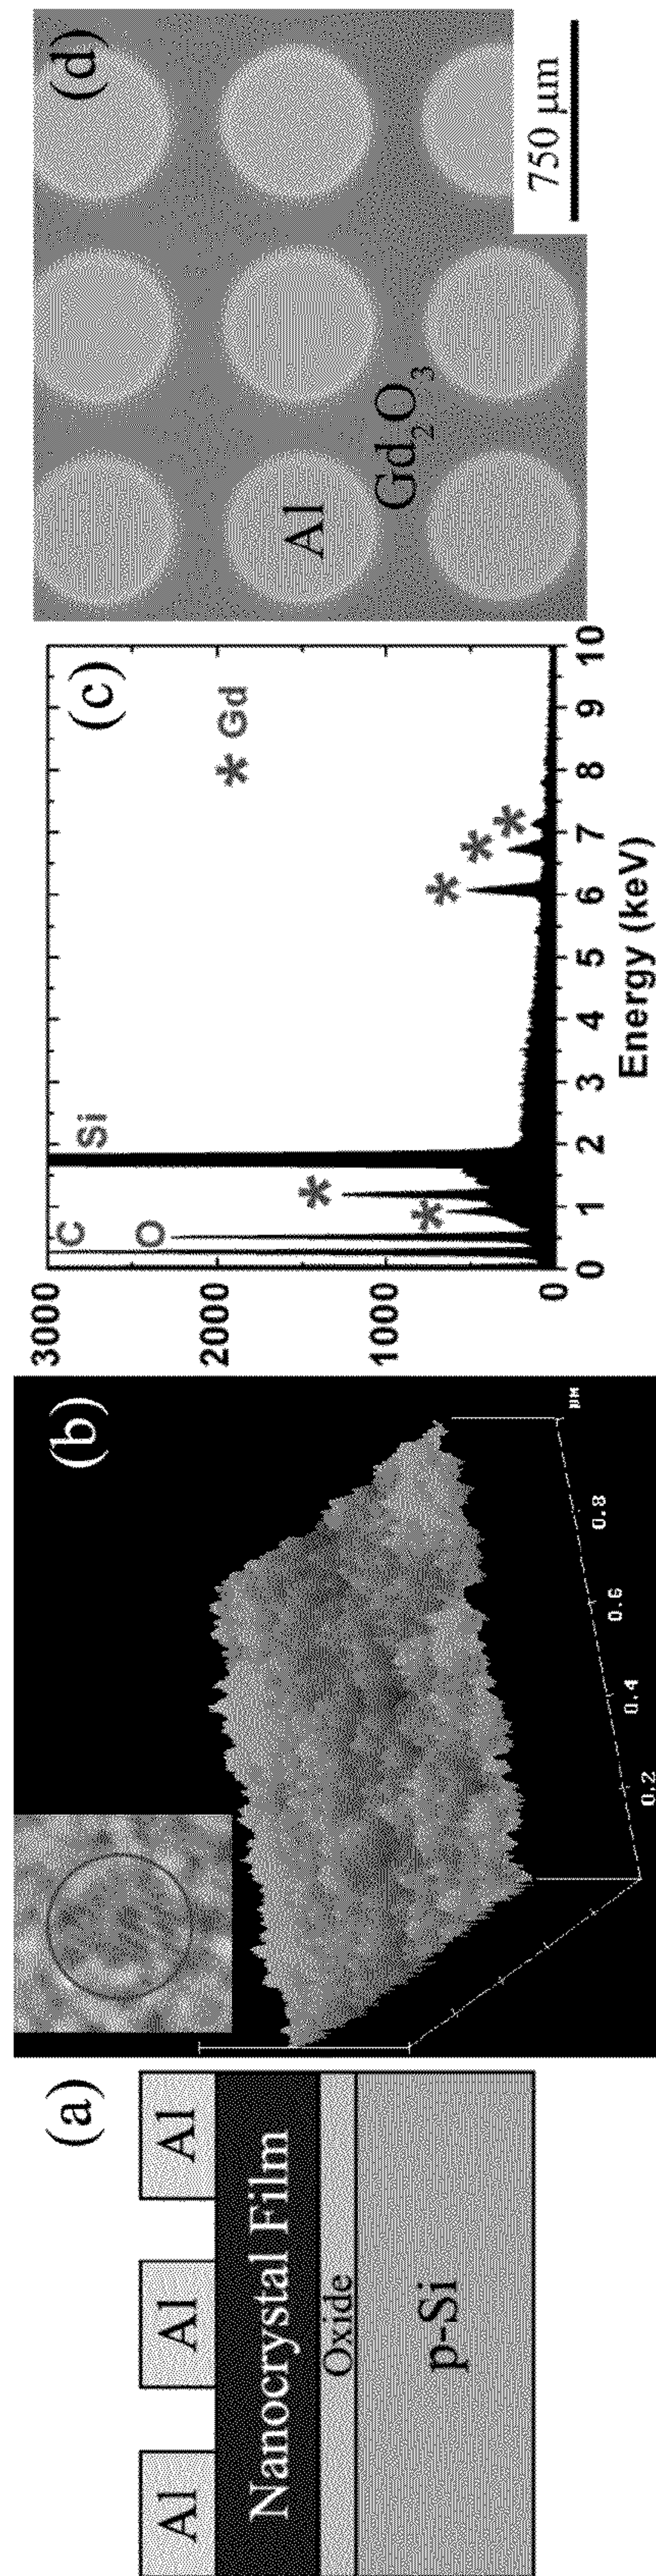 (a)
Al Al Al
Nanocrystal Film
Oxide
p-Si
(b)
0.2 0.4 0.6 0.8 μm
(c)
C
O
Si
* * * * *
* Gd
3000
2000
1000
0
0 1 2 3 4 5 6 7 8 9 10
Energy (keV)
(d)
Al
Gd2O3
750 μm